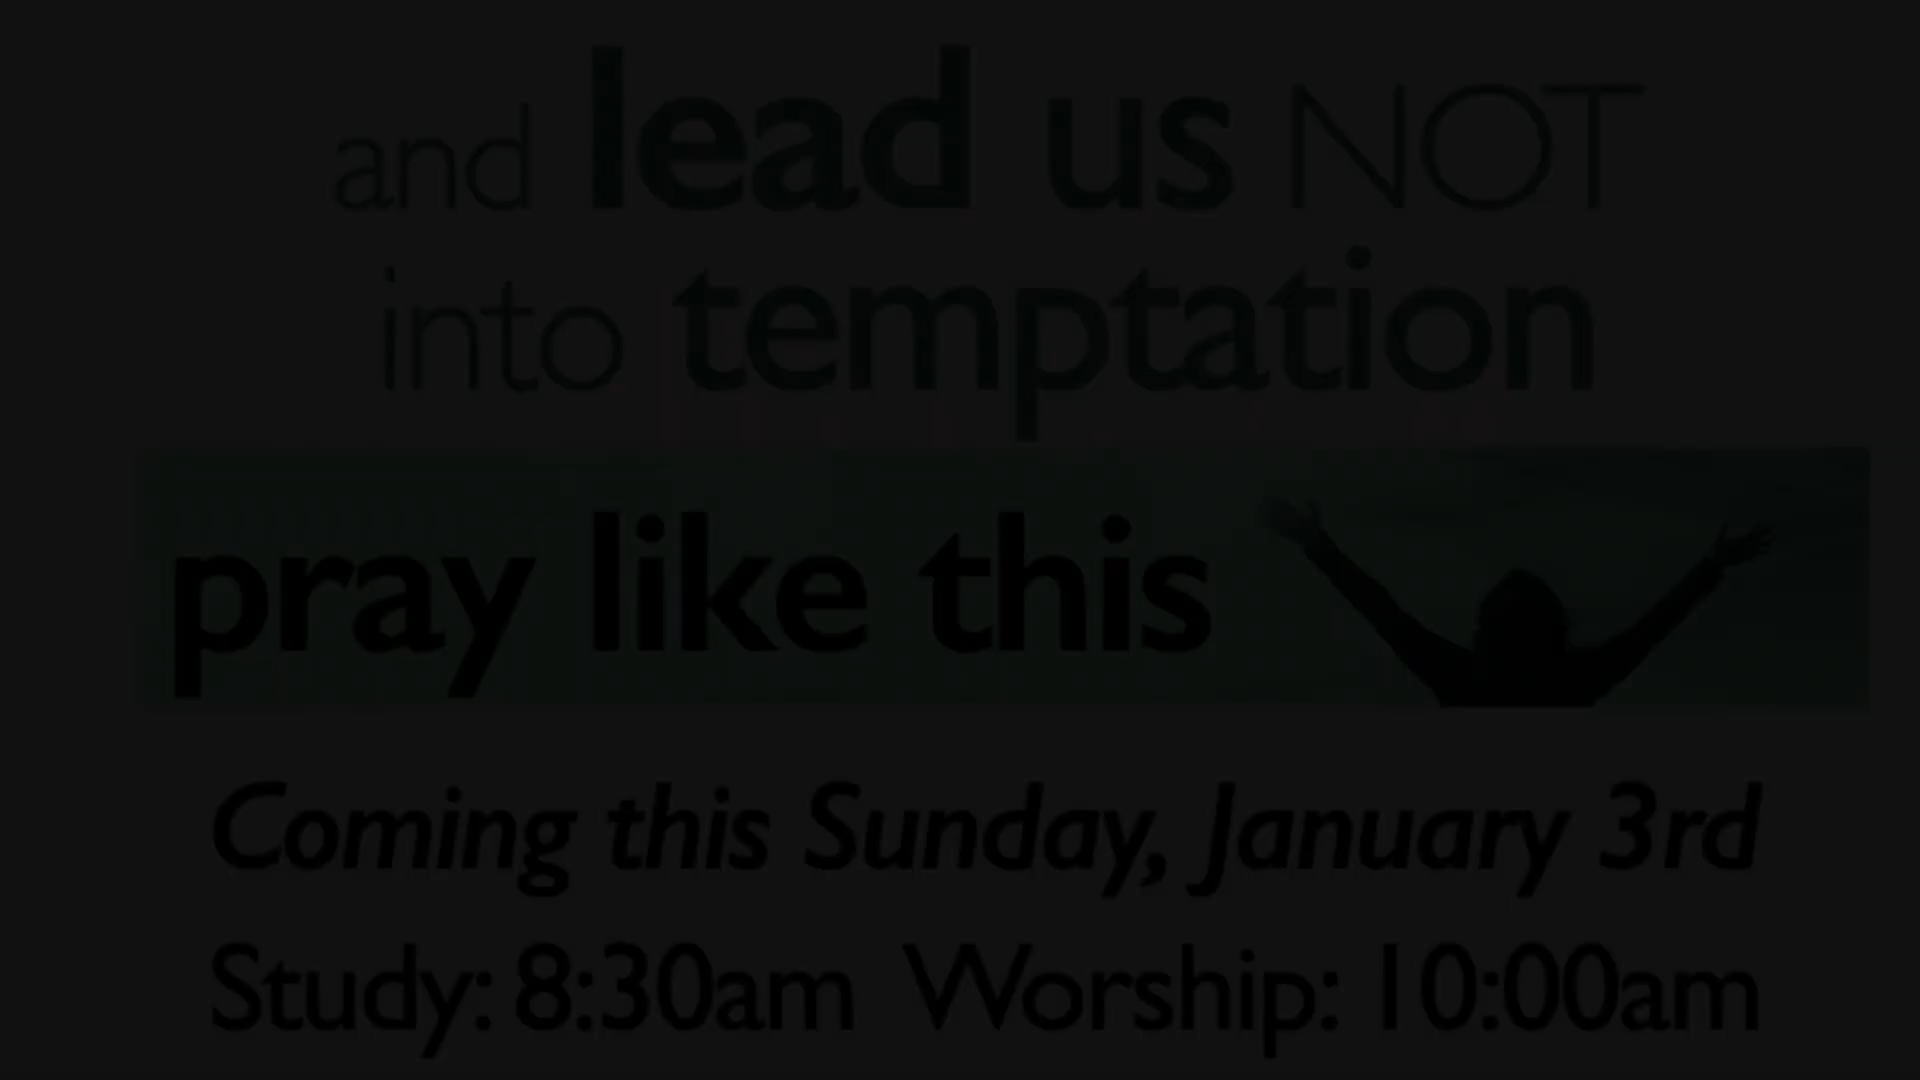 and lead us NOT
into temptation
pray like this
Coming this Sunday, January 3rd
Study: 8:30am Worship: 10:00am